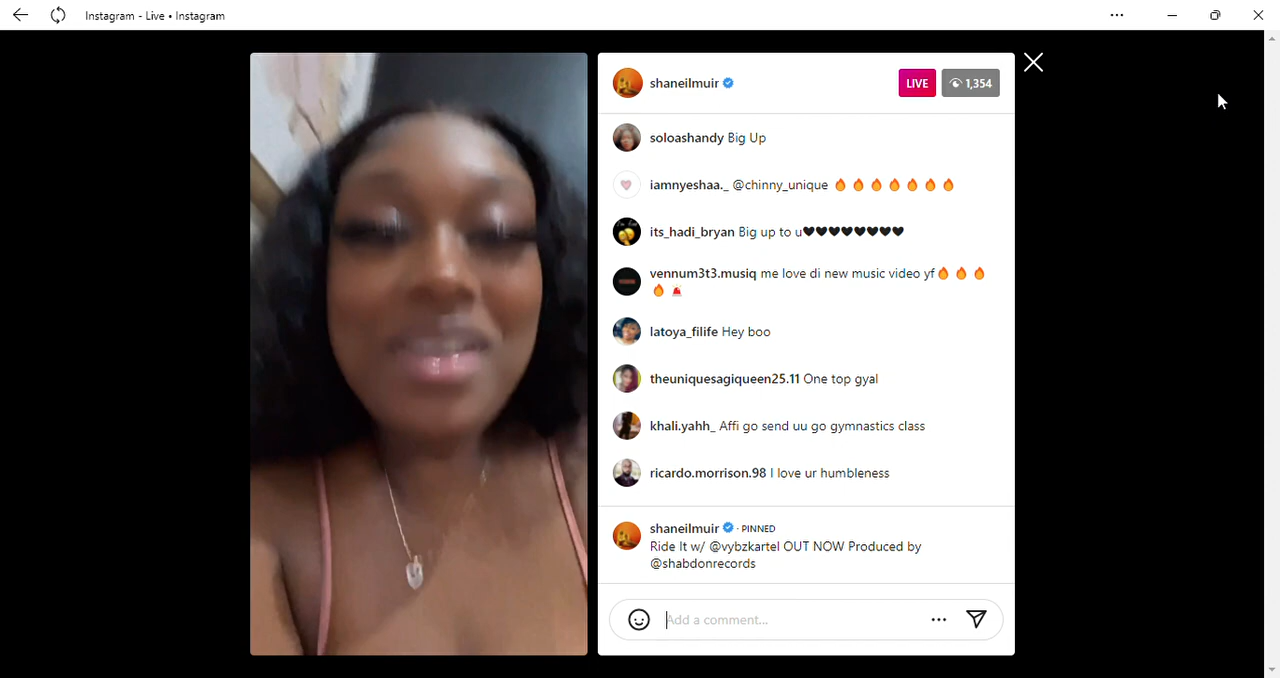 Instagram - Live • Instagram
shaneilmuir
LIVE 1,354
soloashandy Big Up
iamnyeshaa._ @chinny_unique 🔥🔥🔥🔥🔥🔥🔥
its_hadi_bryan Big up to u🖤🖤🖤🖤🖤🖤🖤🖤
vennum3t3.musiq me love di new music video yf🔥🔥🔥
🔥🚨
latoya_filife Hey boo
theuniquesagiqueen25.11 One top gyal
khali.yahh_ Affi go send uu go gymnastics class
ricardo.morrison.98 I love ur humbleness
shaneilmuir · PINNED
Ride It w/ @vybzkartel OUT NOW Produced by
@shabdonrecords
Add a comment...